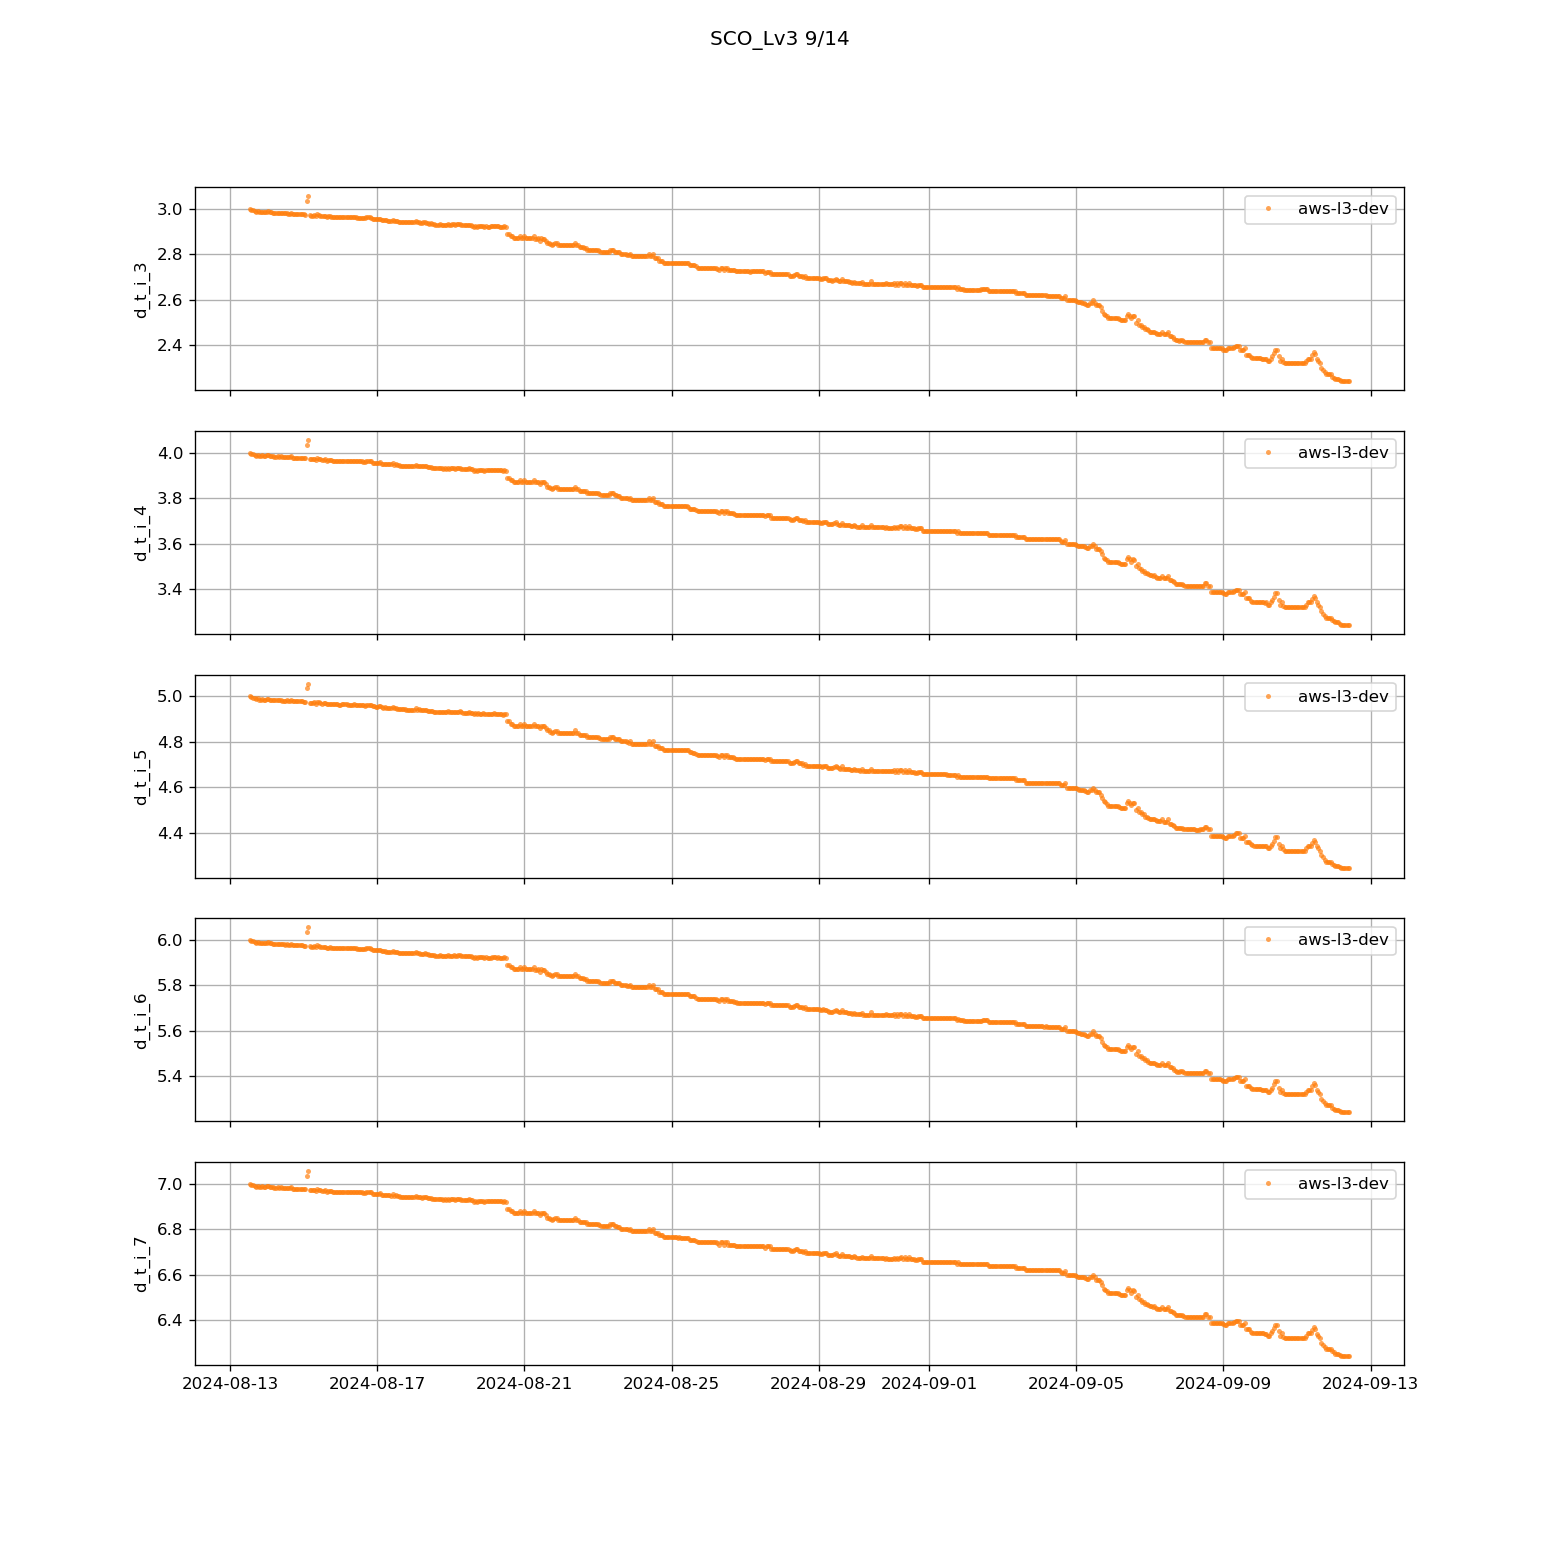 SCO_Lv3 9/14
3.0
2.8
2.6
2.4
d_t_i_3
aws-l3-dev
4.0
3.8
3.6
3.4
d_t_i_4
aws-l3-dev
5.0
4.8
4.6
4.4
d_t_i_5
aws-l3-dev
6.0
5.8
5.6
5.4
d_t_i_6
aws-l3-dev
7.0
6.8
6.6
6.4
d_t_i_7
aws-l3-dev
2024-08-13 2024-08-17 2024-08-21 2024-08-25 2024-08-29 2024-09-01 2024-09-05 2024-09-09 2024-09-13